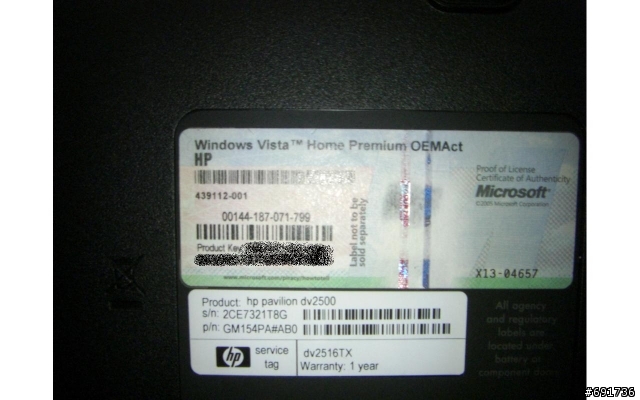 Windows Vista™ Home Premium OEMAct
HP
439112-001
00144-187-071-799
Product Key
Label not to be
sold separately
Proof of License
Certificate of Authenticity
Microsoft®
X13-04657
Product: hp pavilion dv2500
s/n: 2CE7321T8G
p/n: GM154PA#AB0
hp
service
tag
dv2516TX
Warranty: 1 year
All agency
and regulatory
labels are
located under
battery or
component door
#691736